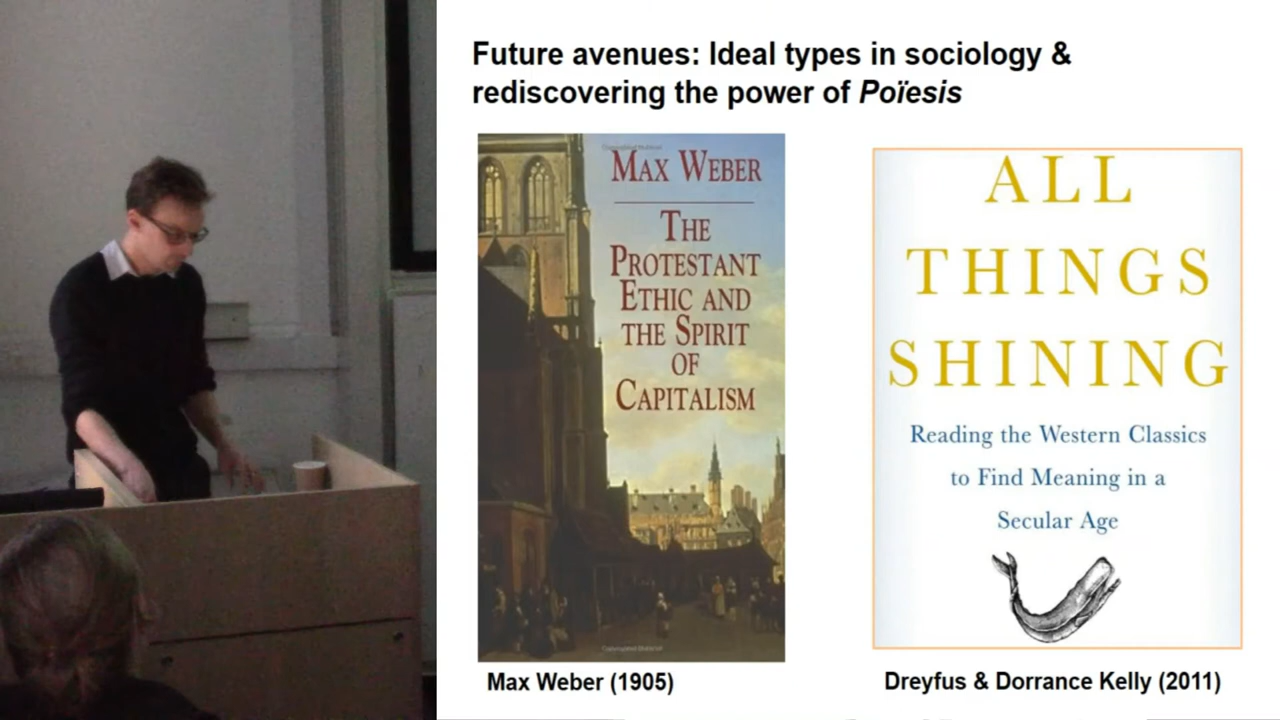 Future avenues: Ideal types in sociology &
rediscovering the power of Poïesis
MAX WEBER
THE
PROTESTANT
ETHIC AND
THE SPIRIT
OF
CAPITALISM
Max Weber (1905)
ALL
THINGS
SHINING
Reading the Western Classics
to Find Meaning in a
Secular Age
Dreyfus & Dorrance Kelly (2011)